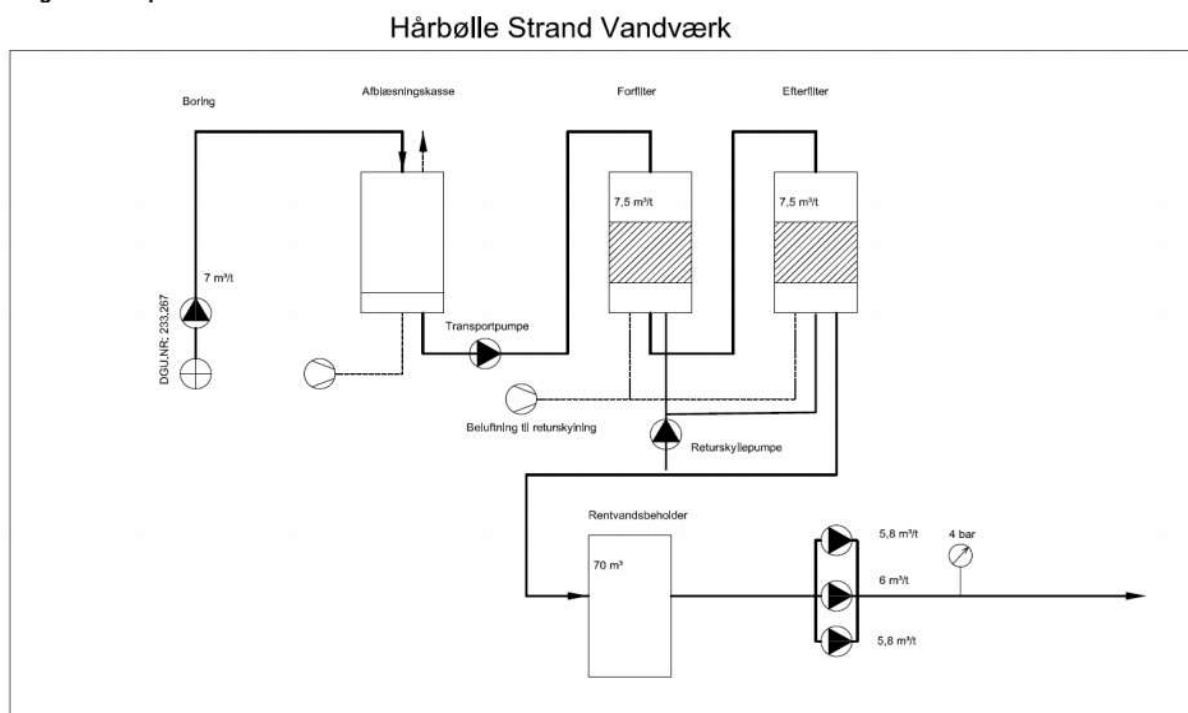 Hårbølle Strand Vandværk
Boring
Afblæsningskasse
Forfilter
Efterfilter
7,5 m³/t
7,5 m³/t
7 m³/t
DGU.NR: 233.267
Transportpumpe
Beluftning til returskylning
Returskyllepumpe
Rentvandsbeholder
70 m³
5,8 m³/t
4 bar
6 m³/t
5,8 m³/t